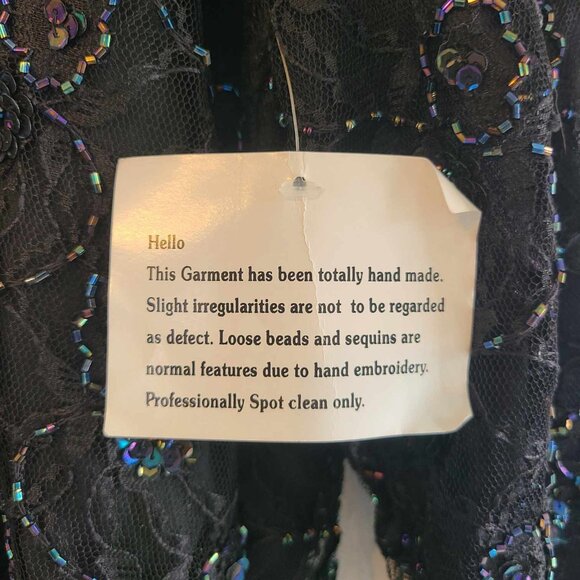 Hello
This Garment has been totally hand made.
Slight irregularities are not to be regarded
as defect. Loose beads and sequins are
normal features due to hand embroidery.
Professionally Spot clean only.